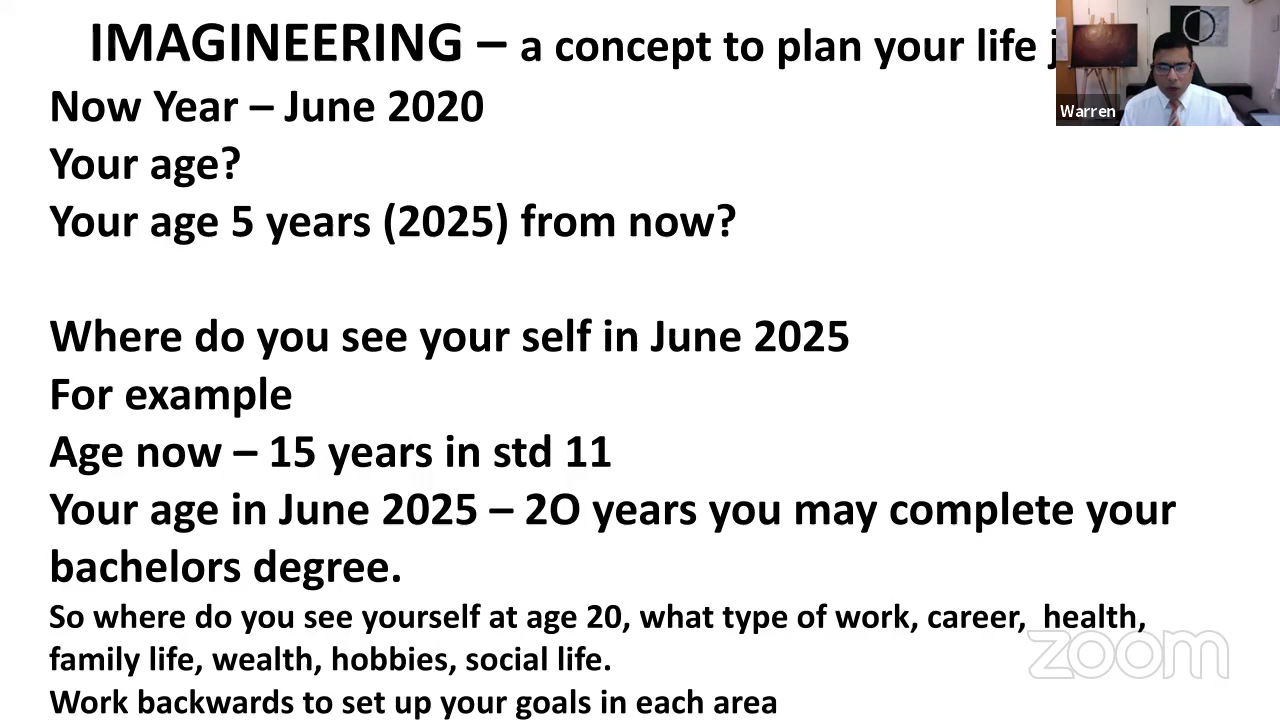 IMAGINEERING – a concept to plan your life
Warren
Now Year – June 2020
Your age?
Your age 5 years (2025) from now?
Where do you see your self in June 2025
For example
Age now – 15 years in std 11
Your age in June 2025 – 2O years you may complete your
bachelors degree.
So where do you see yourself at age 20, what type of work, career,  health,
family life, wealth, hobbies, social life.
zoom
Work backwards to set up your goals in each area